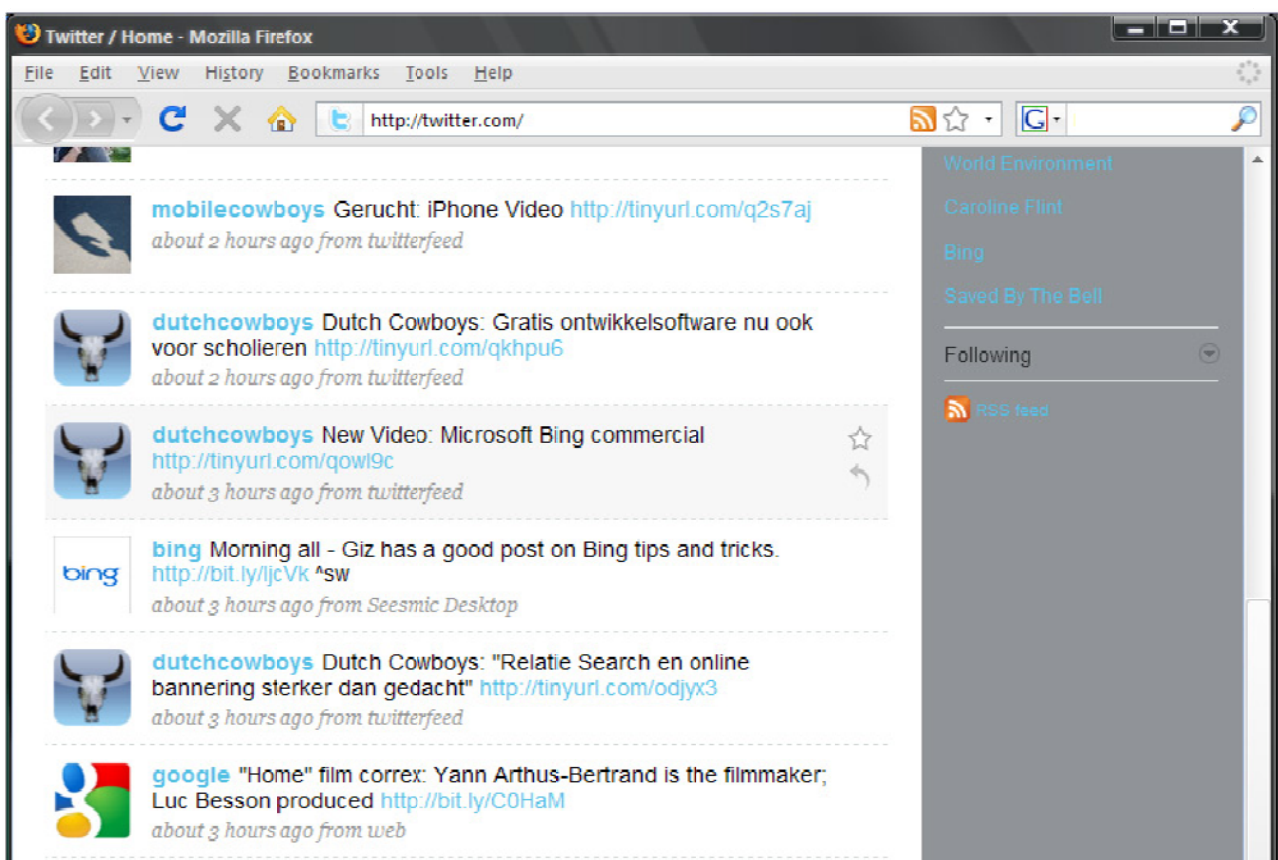 Twitter / Home - Mozilla Firefox
File Edit View History Bookmarks Tools Help
http://twitter.com/
G
mobilecowboys Gerucht: iPhone Video http://tinyurl.com/q2s7aj
about 2 hours ago from twitterfeed
dutchcowboys Dutch Cowboys: Gratis ontwikkelsoftware nu ook
voor scholieren http://tinyurl.com/qkhpu6
about 2 hours ago from twitterfeed
dutchcowboys New Video: Microsoft Bing commercial
http://tinyurl.com/qowl9c
about 3 hours ago from twitterfeed
bing
bing Morning all - Giz has a good post on Bing tips and tricks.
http://bit.ly/ljcVk ^sw
about 3 hours ago from Seesmic Desktop
dutchcowboys Dutch Cowboys: "Relatie Search en online
bannering sterker dan gedacht" http://tinyurl.com/odjyx3
about 3 hours ago from twitterfeed
google "Home" film correx: Yann Arthus-Bertrand is the filmmaker;
Luc Besson produced http://bit.ly/C0HaM
about 3 hours ago from web
World Environment
Caroline Flint
Bing
Saved By The Bell
Following
RSS feed